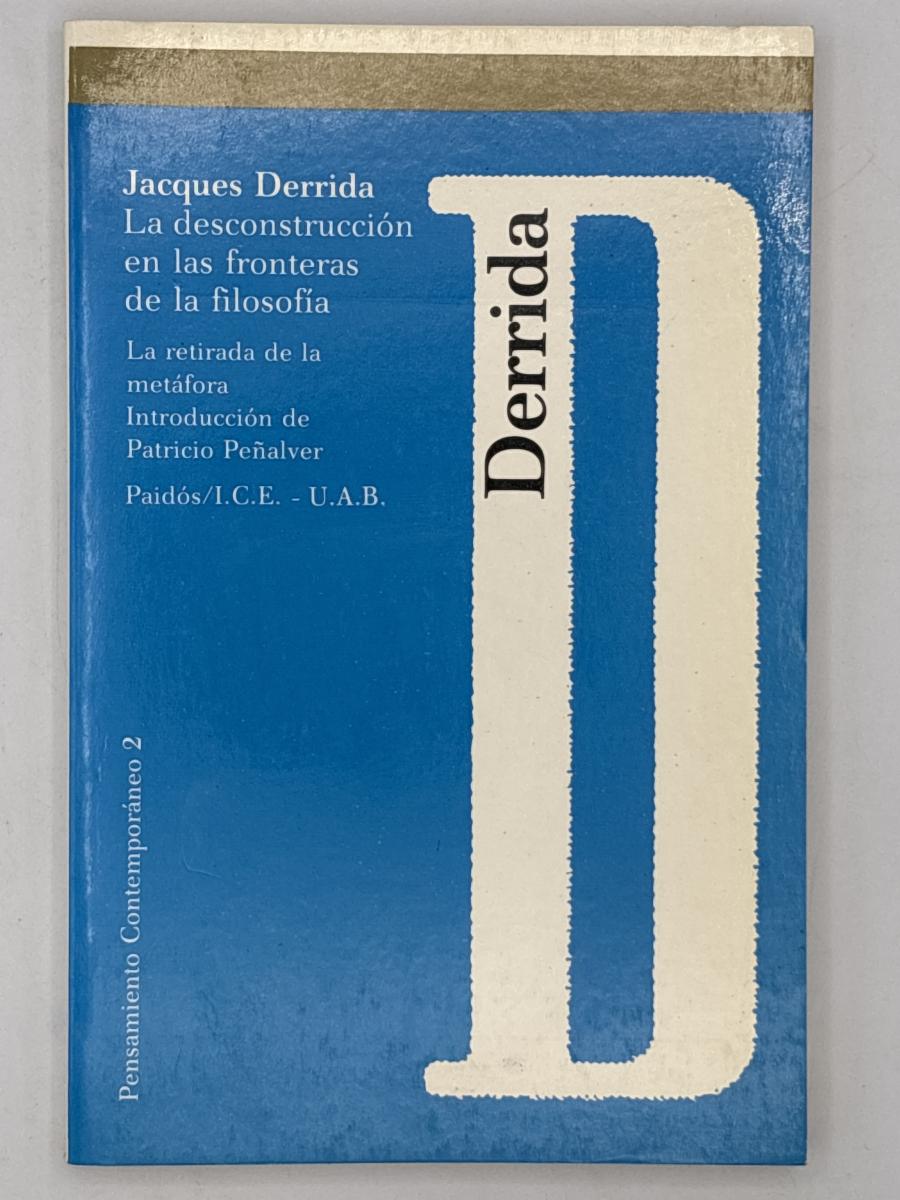 Jacques Derrida
La desconstrucción
en las fronteras
de la filosofía
La retirada de la
metáfora
Introducción de
Patricio Peñalver
Paidós/I.C.E. - U.A.B.
Derrida
Pensamiento Contemporáneo 2
D